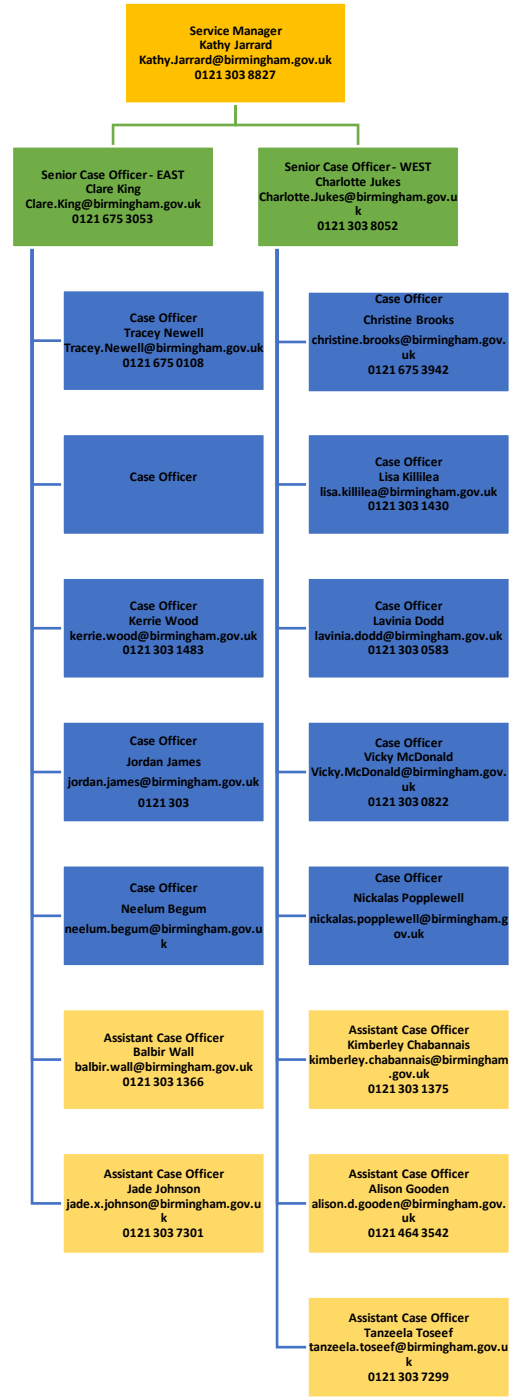 Service Manager
Kathy Jarrard
Kathy.Jarrard@birmingham.gov.uk
0121 303 8827
Senior Case Officer - EAST
Clare King
Clare.King@birmingham.gov.uk
0121 675 3053
Senior Case Officer - WEST
Charlotte Jukes
Charlotte.Jukes@birmingham.gov.u
k
0121 303 8052
Case Officer
Tracey Newell
Tracey.Newell@birmingham.gov.uk
0121 675 0108
Case Officer
Case Officer
Kerrie Wood
kerrie.wood@birmingham.gov.uk
0121 303 1483
Case Officer
Jordan James
jordan.james@birmingham.gov.uk
0121 303
Case Officer
Neelum Begum
neelum.begum@birmingham.gov.u
k
Assistant Case Officer
Balbir Wall
balbir.wall@birmingham.gov.uk
0121 303 1366
Assistant Case Officer
Jade Johnson
jade.x.johnson@birmingham.gov.u
k
0121 303 7301
Case Officer
Christine Brooks
christine.brooks@birmingham.gov.
uk
0121 675 3942
Case Officer
Lisa Killilea
lisa.killilea@birmingham.gov.uk
0121 303 1430
Case Officer
Lavinia Dodd
lavinia.dodd@birmingham.gov.uk
0121 303 0583
Case Officer
Vicky McDonald
Vicky.McDonald@birmingham.gov.
uk
0121 303 0822
Case Officer
Nickalas Popplewell
nickalas.popplewell@birmingham.g
ov.uk
Assistant Case Officer
Kimberley Chabannais
kimberley.chabannais@birmingham
.gov.uk
0121 303 1375
Assistant Case Officer
Alison Gooden
alison.d.gooden@birmingham.gov.
uk
0121 464 3542
Assistant Case Officer
Tanzeela Toseef
tanzeela.toseef@birmingham.gov.u
k
0121 303 7299